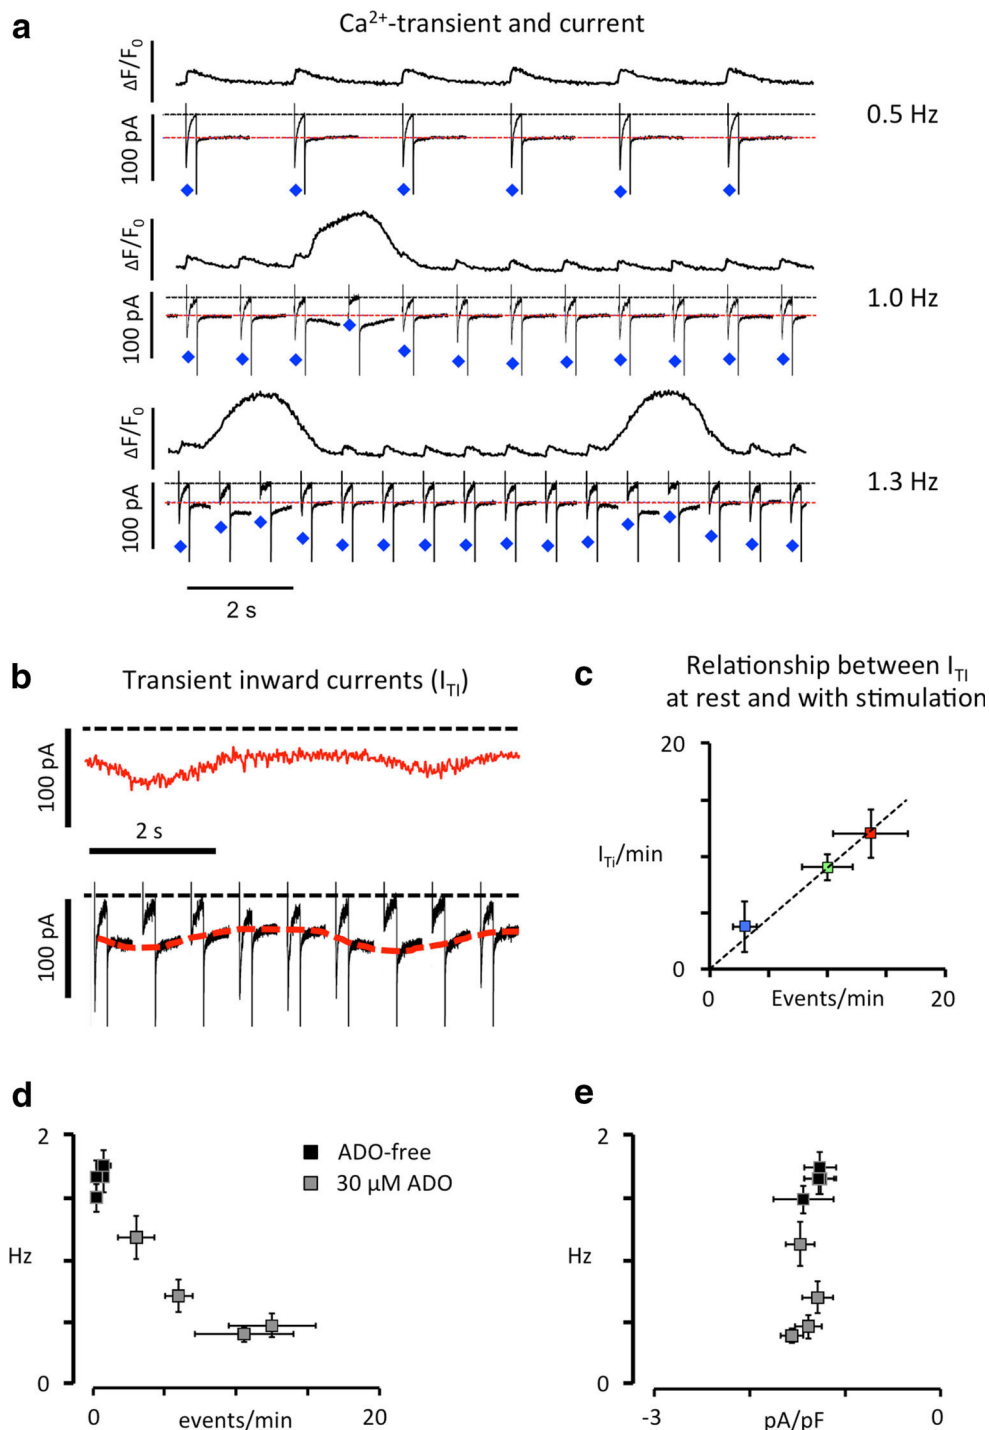 a
Ca²⁺-transient and current
ΔF/F₀
100 pA
0.5 Hz
ΔF/F₀
100 pA
1.0 Hz
ΔF/F₀
100 pA
1.3 Hz
2 s
b
Transient inward currents (I_TI)
100 pA
2 s
100 pA
c
Relationship between I_TI
at rest and with stimulation
20
I_Ti/min
0
0
Events/min
20
d
2
ADO-free
30 µM ADO
Hz
0
0
events/min
20
e
2
Hz
0
-3
pA/pF
0